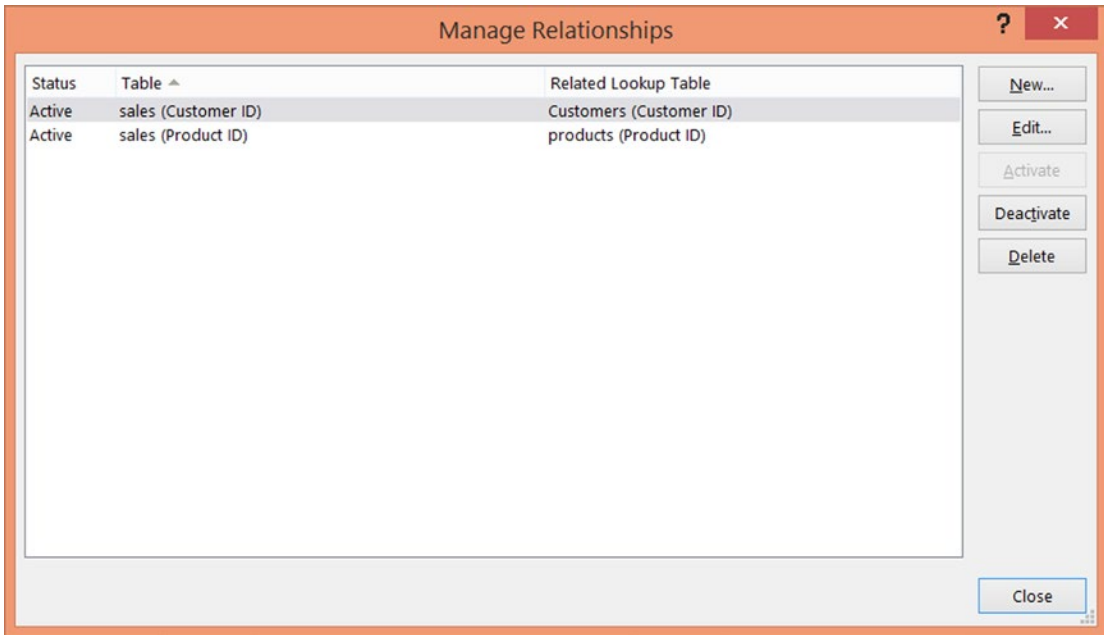 Manage Relationships
?
Status Table Related Lookup Table
Active sales (Customer ID) Customers (Customer ID)
Active sales (Product ID) products (Product ID)
New...
Edit...
Activate
Deactivate
Delete
Close